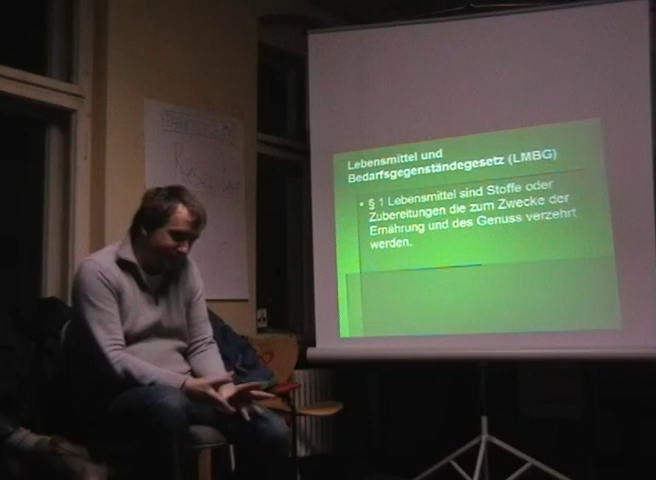 Lebensmittel und
Bedarfsgegenständegesetz (LMBG)
• § 1 Lebensmittel sind Stoffe oder
Zubereitungen die zum Zwecke der
Ernährung und des Genuss verzehrt
werden.